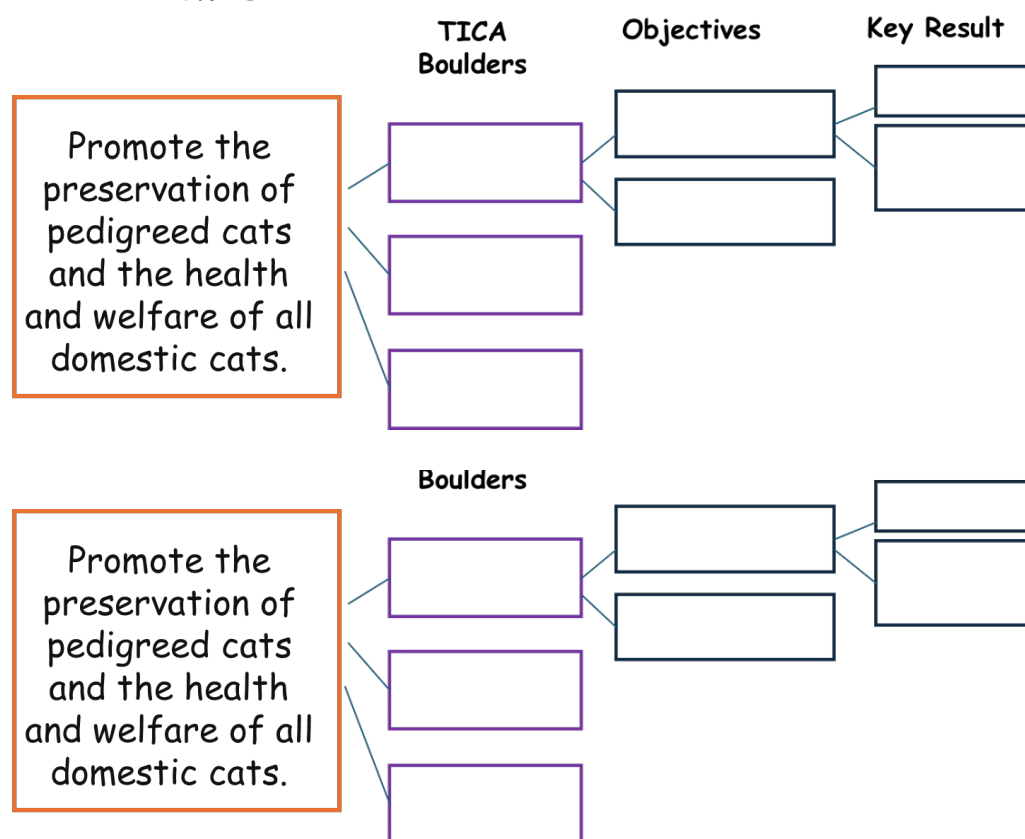 TICA
Boulders
Objectives
Key Result
Promote the
preservation of
pedigreed cats
and the health
and welfare of all
domestic cats.
Boulders
Promote the
preservation of
pedigreed cats
and the health
and welfare of all
domestic cats.